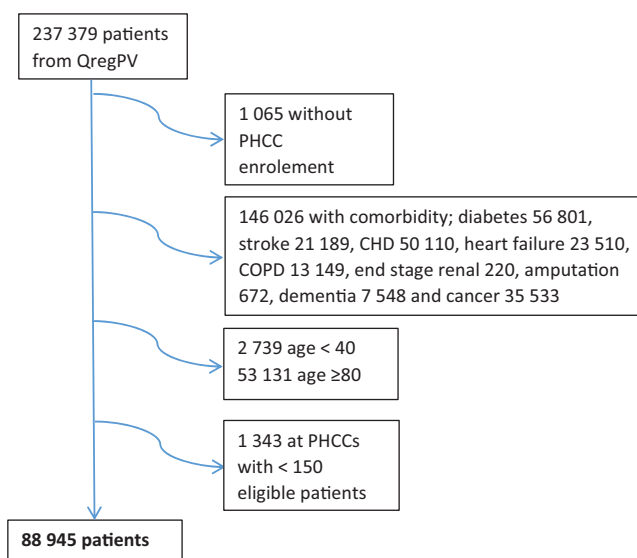 237 379 patients
from QregPV
1 065 without
PHCC
enrolement
146 026 with comorbidity; diabetes 56 801,
stroke 21 189, CHD 50 110, heart failure 23 510,
COPD 13 149, end stage renal 220, amputation
672, dementia 7 548 and cancer 35 533
2 739 age < 40
53 131 age ≥80
1 343 at PHCCs
with < 150
eligible patients
88 945 patients